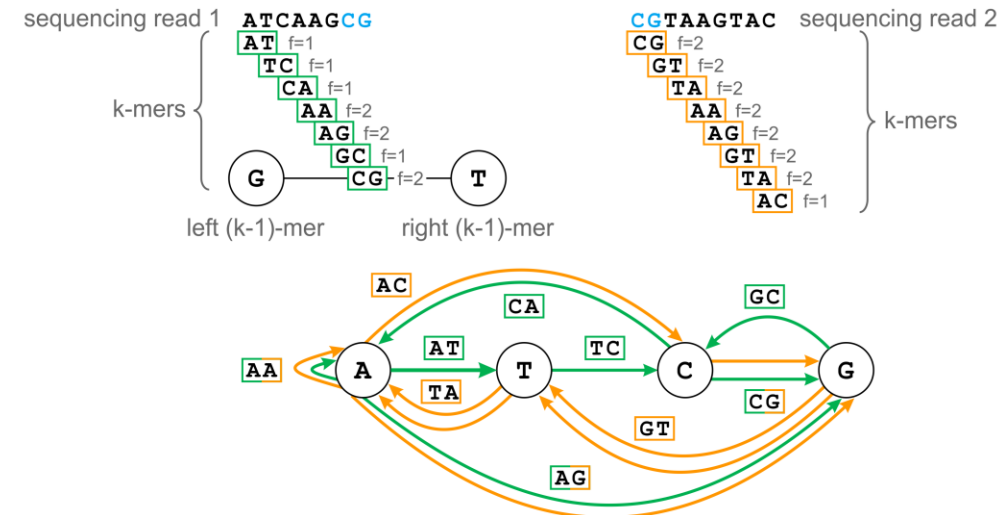 sequencing read 1 ATCAAGCG
CGTAAGTAC sequencing read 2
k-mers
AT f=1
TC f=1
CA f=1
AA f=2
AG f=2
GC f=1
G CG f=2 T
left (k-1)-mer right (k-1)-mer
CG f=2
GT f=2
TA f=2
AA f=2
AG f=2
GT f=2
TA f=2
AC f=1
k-mers
AC
CA
GC
AT
TC
AA
A
T
C
G
TA
CG
GT
AG